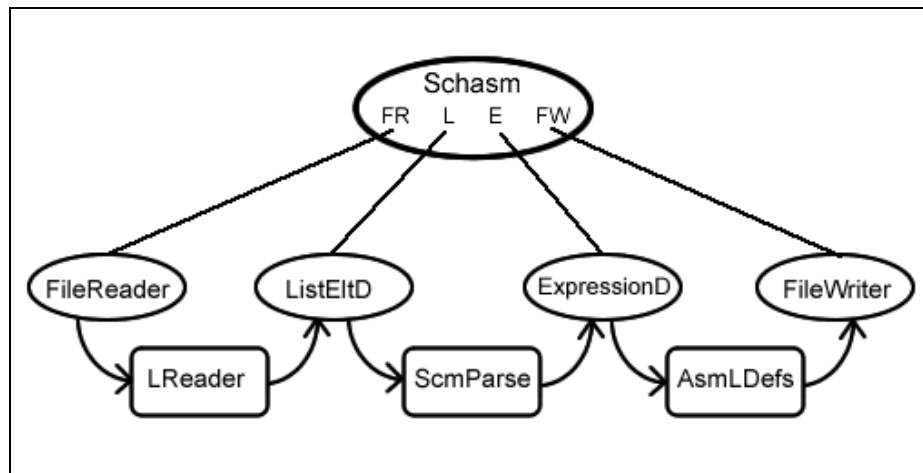 Schasm
FR L E FW
FileReader ListEltD ExpressionD FileWriter
LReader ScmParse AsmLDefs